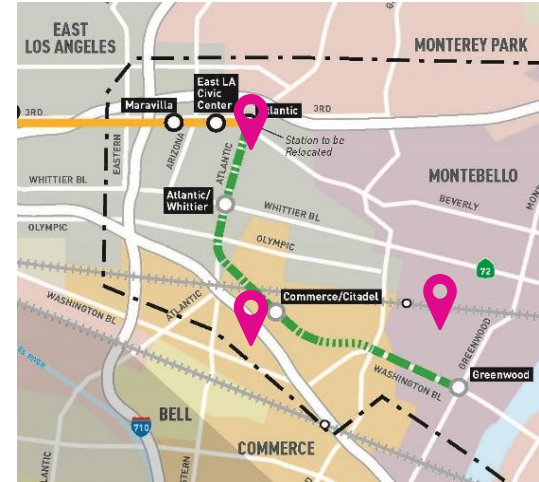 EAST
LOS ANGELES
MONTEREY PARK
East LA
Civic
Center
Maravilla
Atlantic
3RD
3RD
Station to be
Relocated
EASTERN
ARIZONA
ATLANTIC
MONTEBELLO
WHITTIER BL
Atlantic/
Whittier
BEVERLY
WHITTIER BL
OLYMPIC
OLYMPIC
72
Commerce/Citadel
WASHINGTON BL
ATLANTIC
GREENWOOD
WASHINGTON BL
Greenwood
BELL
710
COMMERCE
ATLANTIC
EASTERN